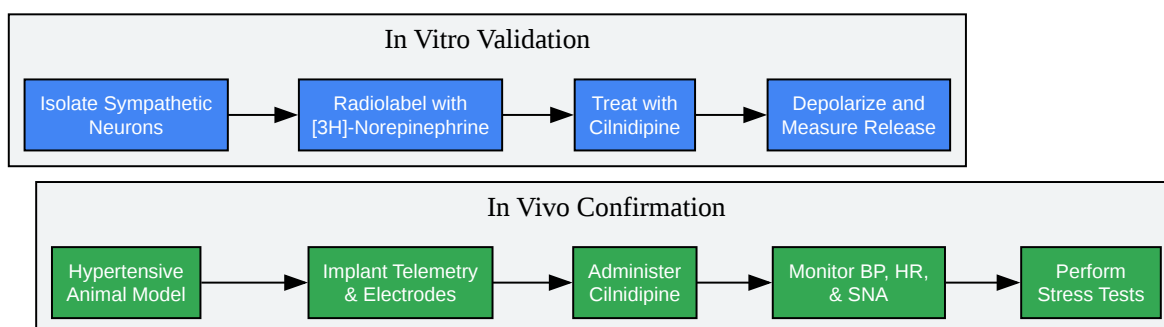 In Vitro Validation
Isolate Sympathetic
Neurons
Radiolabel with
[3H]-Norepinephrine
Treat with
Cilnidipine
Depolarize and
Measure Release
In Vivo Confirmation
Hypertensive
Animal Model
Implant Telemetry
& Electrodes
Administer
Cilnidipine
Monitor BP, HR,
& SNA
Perform
Stress Tests